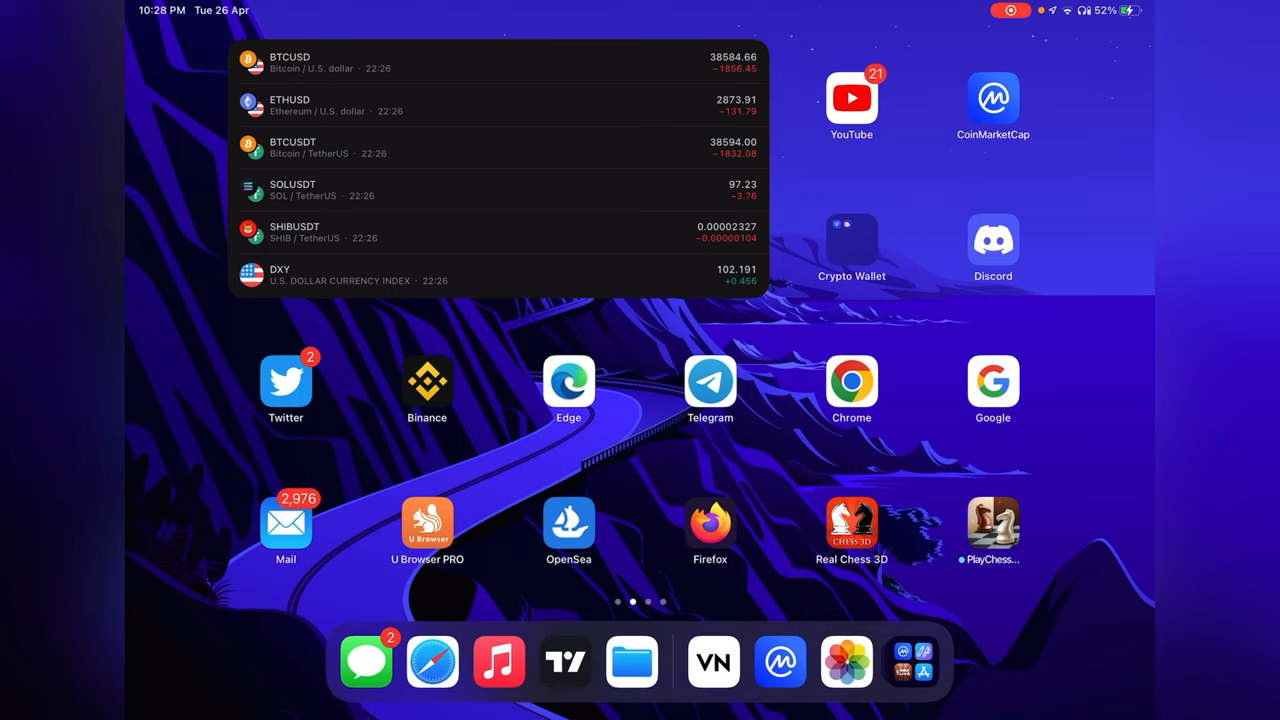 10:28 PM Tue 26 Apr
52%
BTCUSD 38584.66
Bitcoin / U.S. dollar · 22:26 −1856.45
ETHUSD 2873.91
Ethereum / U.S. dollar · 22:26 −131.79
BTCUSDT 38594.00
Bitcoin / TetherUS · 22:26 −1832.08
SOLUSDT 97.23
SOL / TetherUS · 22:26 −3.76
SHIBUSDT 0.00002327
SHIB / TetherUS · 22:26 −0.00000104
DXY 102.191
U.S. DOLLAR CURRENCY INDEX · 22:26 +0.456
21
YouTube CoinMarketCap
Crypto Wallet Discord
2
Twitter Binance Edge Telegram Chrome Google
2,976
U Browser
CHESS 3D
Mail U Browser PRO OpenSea Firefox Real Chess 3D PlayChess...
2
VN